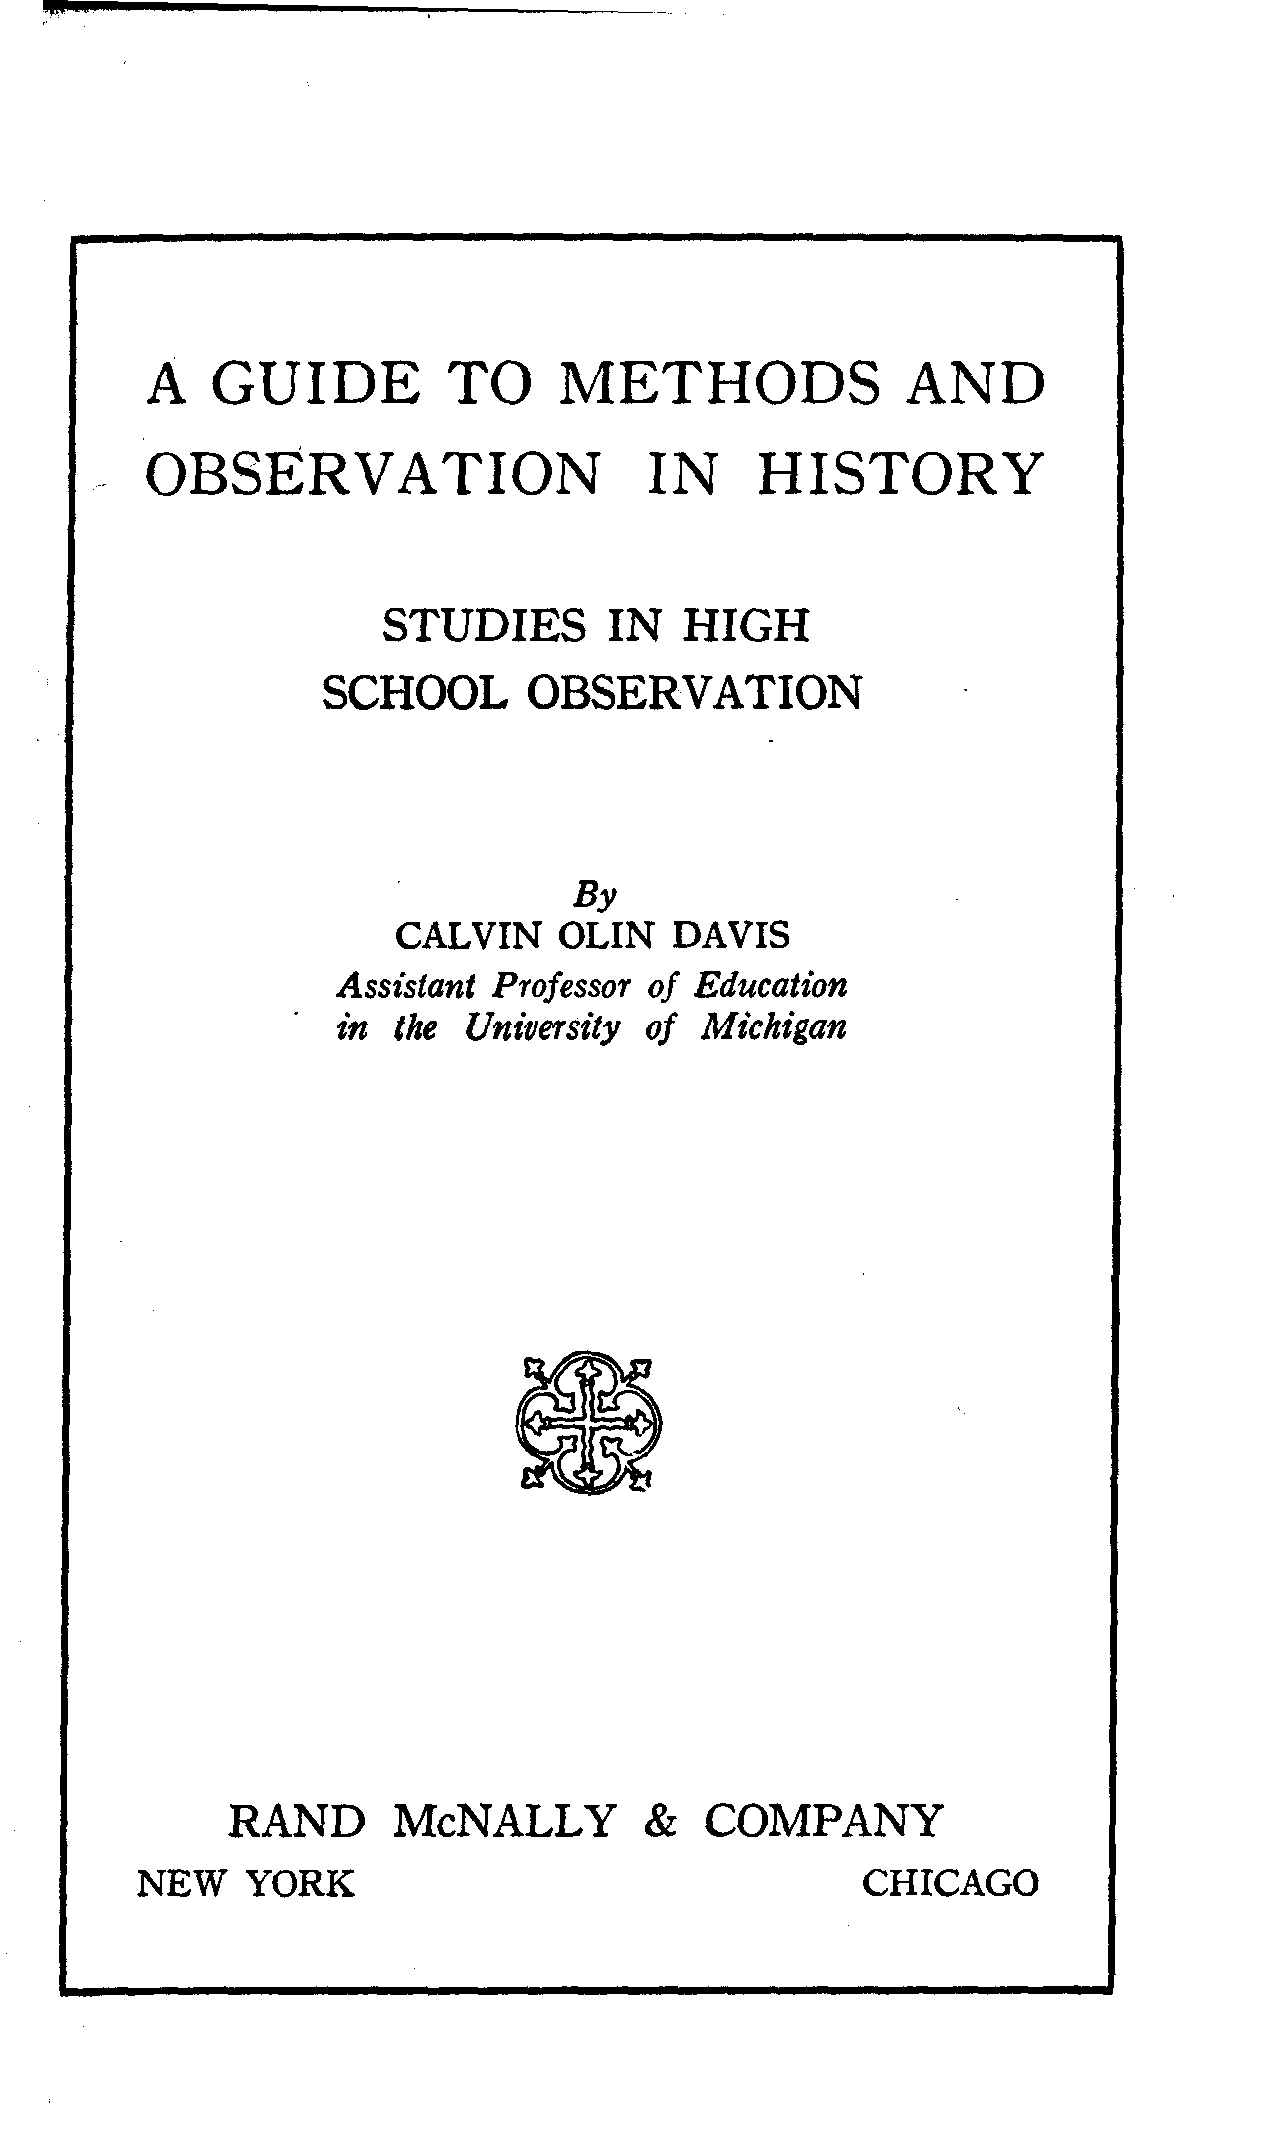 A GUIDE TO METHODS AND
OBSERVATION IN HISTORY
STUDIES IN HIGH
SCHOOL OBSERVATION
By
CALVIN OLIN DAVIS
Assistant Professor of Education
in the University of Michigan
RAND McNALLY & COMPANY
NEW YORK CHICAGO